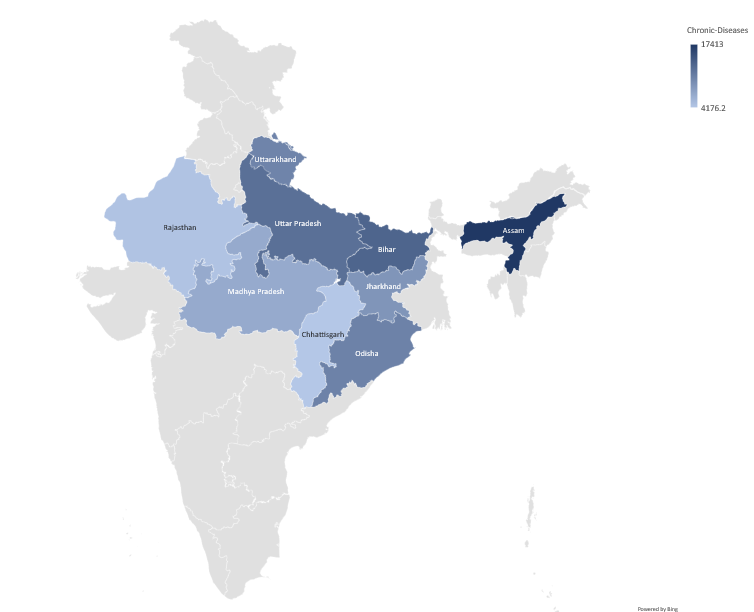 Chronic-Diseases
17413
4176.2
Uttarakhand
Rajasthan
Uttar Pradesh
Assam
Bihar
Jharkhand
Madhya Pradesh
Chhattisgarh
Odisha
Powered by Bing